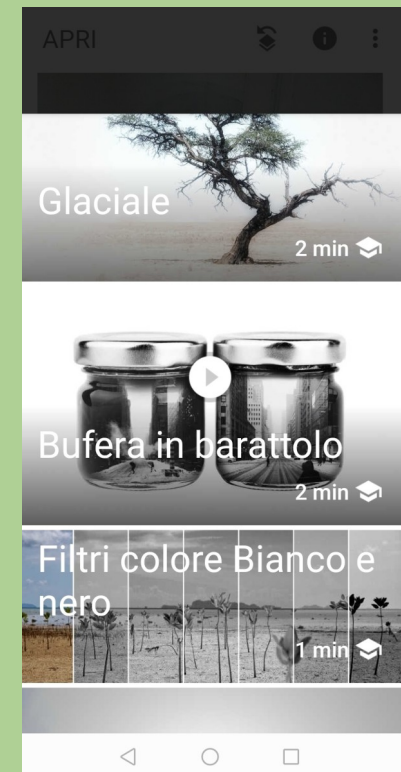 APRI
Glaciale
2 min
Bufera in barattolo
2 min
Filtri colore Bianco e
nero
1 min